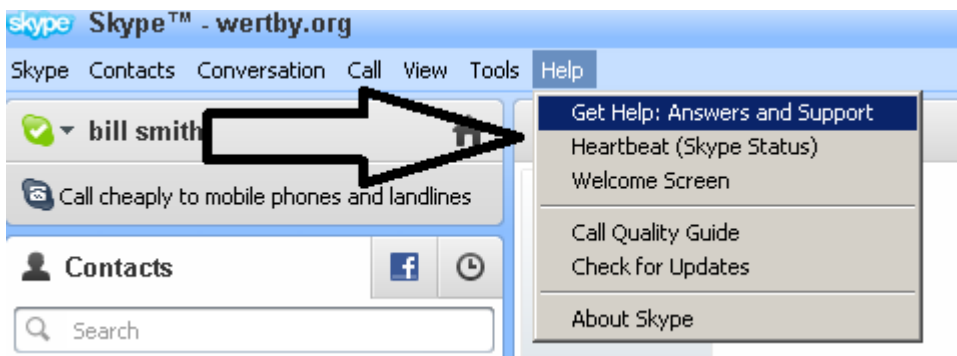 skype Skype™ - wertby.org
Skype Contacts Conversation Call View Tools Help
bill smith
Call cheaply to mobile phones and landlines
Contacts
Search
Get Help: Answers and Support
Heartbeat (Skype Status)
Welcome Screen
Call Quality Guide
Check for Updates
About Skype